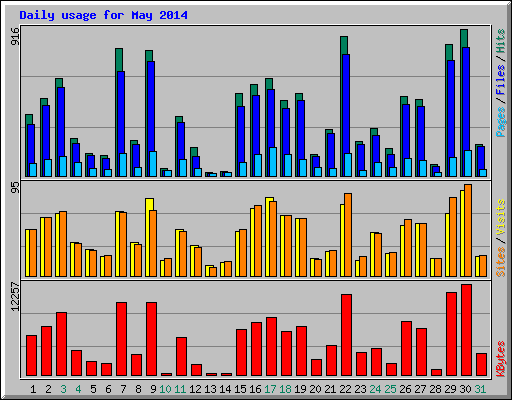 Daily usage for May 2014
916
Pages / Files / Hits
95
Sites / Visits
12257
KBytes
1 2 3 4 5 6 7 8 9 10 11 12 13 14 15 16 17 18 19 20 21 22 23 24 25 26 27 28 29 30 31